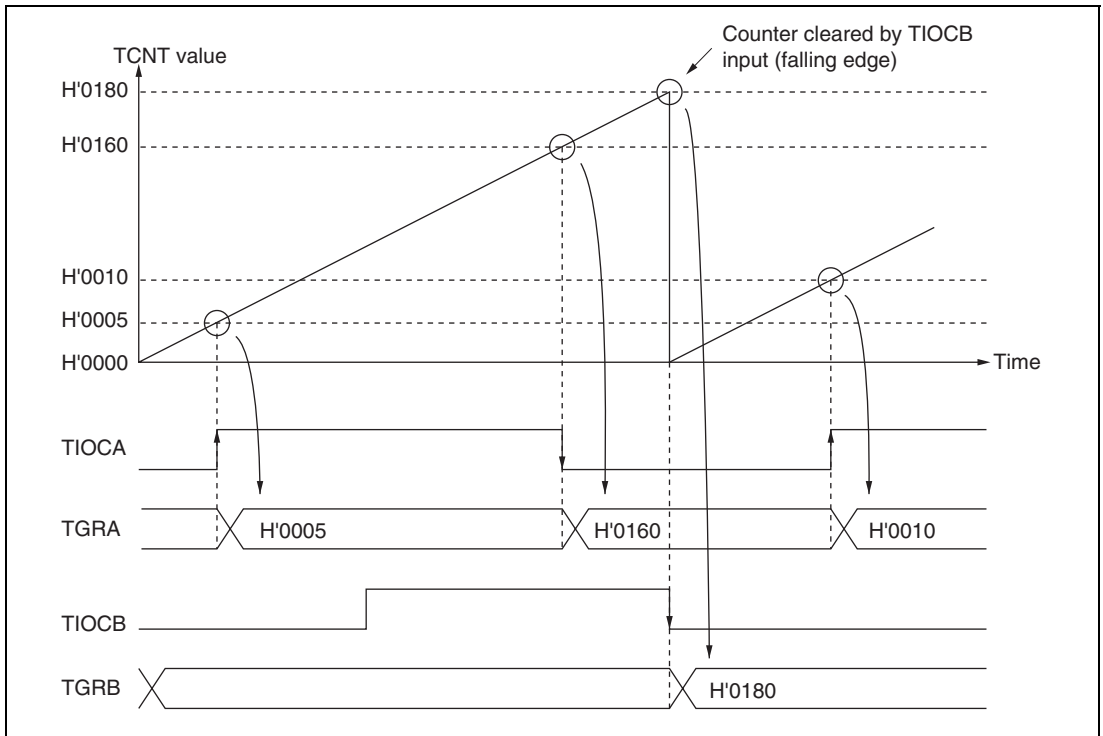 Counter cleared by TIOCB
input (falling edge)
TCNT value
H'0180
H'0160
H'0010
H'0005
H'0000
Time
TIOCA
TGRA
H'0005
H'0160
H'0010
TIOCB
TGRB
H'0180